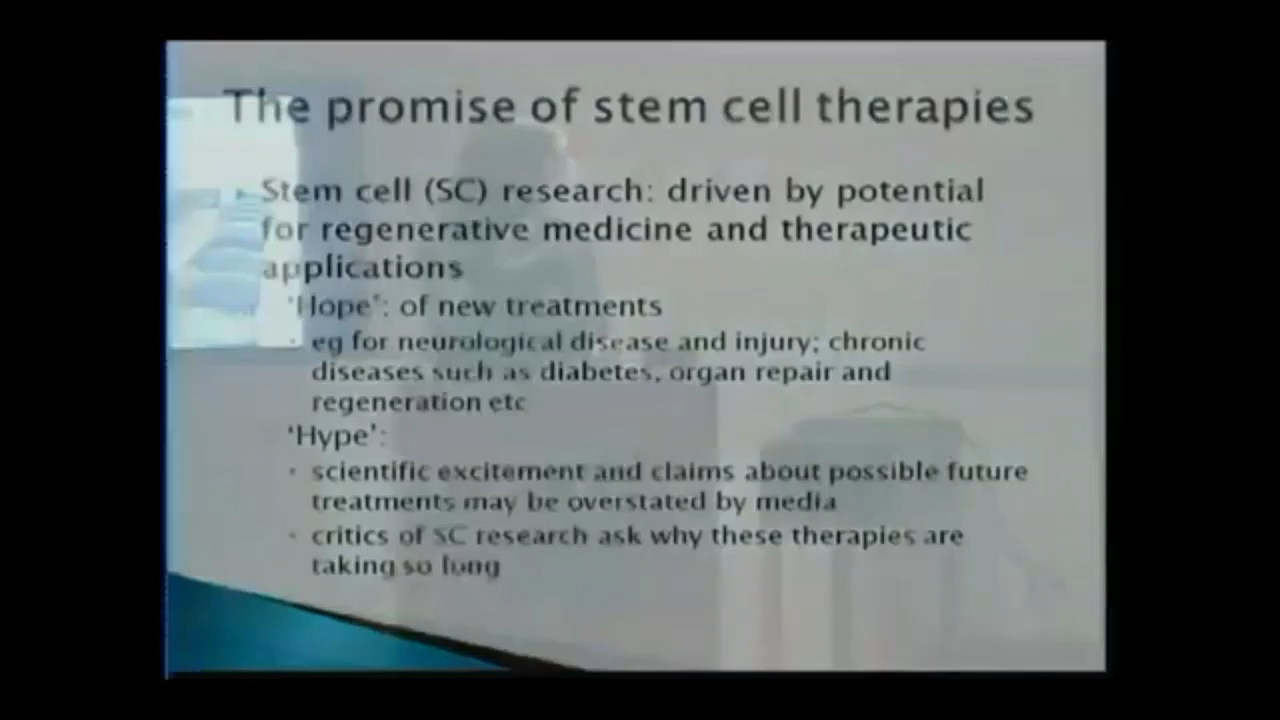 The promise of stem cell therapies
Stem cell (SC) research: driven by potential
for regenerative medicine and therapeutic
applications
‘Hope’: of new treatments
eg for neurological disease and injury; chronic
diseases such as diabetes, organ repair and
regeneration etc
‘Hype’:
scientific excitement and claims about possible future
treatments may be overstated by media
critics of SC research ask why these therapies are
taking so long